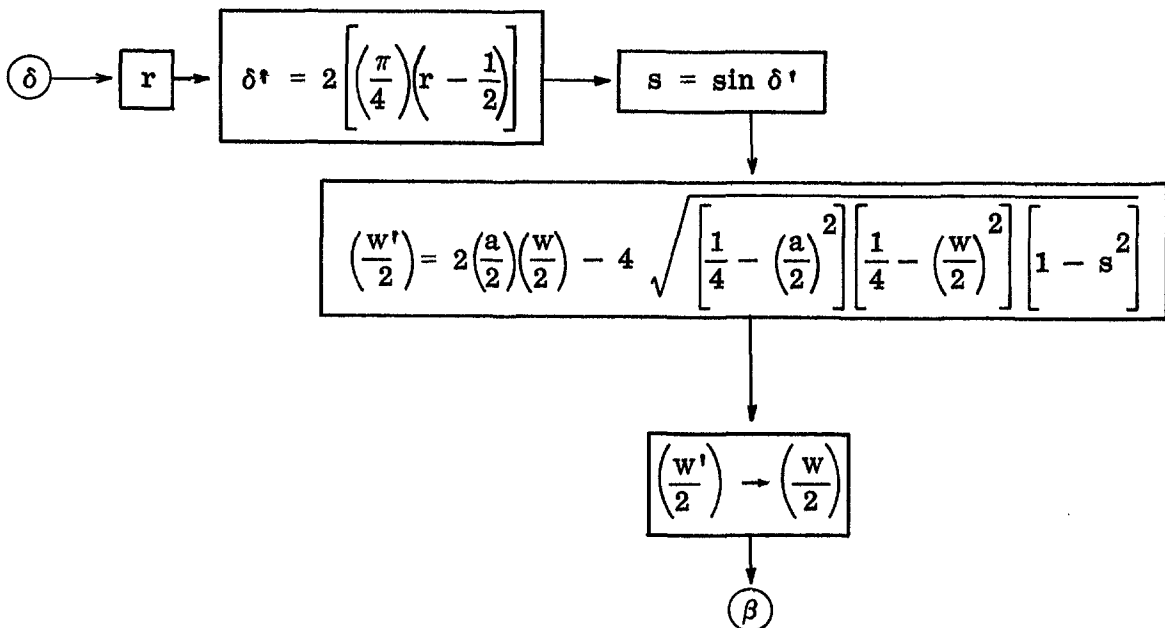 δ → r → δ' = 2[(π/4)(r − 1/2)] → s = sin δ'
(w'/2) = 2(a/2)(w/2) − 4 √([1/4 − (a/2)²][1/4 − (w/2)²][1 − s²])
(w'/2) → (w/2)
β